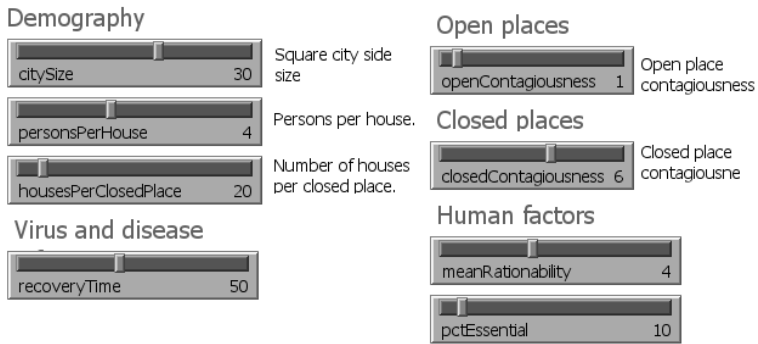 Demography
citySize 30
Square city side
size
personsPerHouse 4
Persons per house.
housesPerClosedPlace 20
Number of houses
per closed place.
Virus and disease
recoveryTime 50
Open places
openContagiousness 1
Open place
contagiousness
Closed places
closedContagiousness 6
Closed place
contagiousne
Human factors
meanRationability 4
pctEssential 10